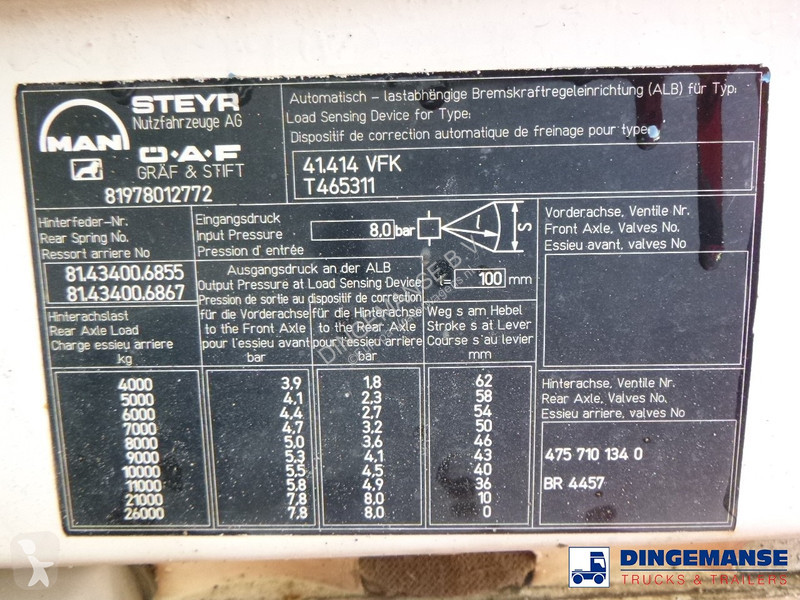 MAN
STEYR
Nutzfahrzeuge AG
Ö·A·F
GRÄF & STIFT
81978012772
Automatisch – lastabhängige Bremskraftregeleinrichtung (ALB) für Typ:
Load Sensing Device for Type:
Dispositif de correction automatique de freinage pour type:
41.414 VFK
T465311
Hinterfeder-Nr.
Rear Spring No.
Ressort arriere No
81.43400.6855
81.43400.6867
Eingangsdruck
Input Pressure
Pression d' entrée
8,0 bar
l
S
Ausgangsdruck an der ALB
Output Pressure at Load Sensing Device
Pression de sortie au dispositif de correction
l= 100 mm
Hinterachslast
Rear Axle Load
Charge essieu arriere
kg
für die Vorderachse
to the Front Axle
pour l'essieu avant
bar
für die Hinterachse
to the Rear Axle
pour l'essieu arriere
bar
Weg s am Hebel
Stroke s at Lever
Course s au levier
mm
4000 3,9 1,8 62
5000 4,1 2,3 58
6000 4,4 2,7 54
7000 4,7 3,2 50
8000 5,0 3,6 46
9000 5,3 4,1 43
10000 5,5 4,5 40
11000 5,8 4,9 36
21000 7,8 8,0 10
26000 7,8 8,0 0
Vorderachse, Ventile Nr.
Front Axle, Valves No.
Essieu avant, valves No
Hinterachse, Ventile Nr.
Rear Axle, Valves No.
Essieu arriere, valves No
475 710 134 0
BR 4457
DINGEMANSE B.V.
DINGEMANSE
TRUCKS & TRAILERS